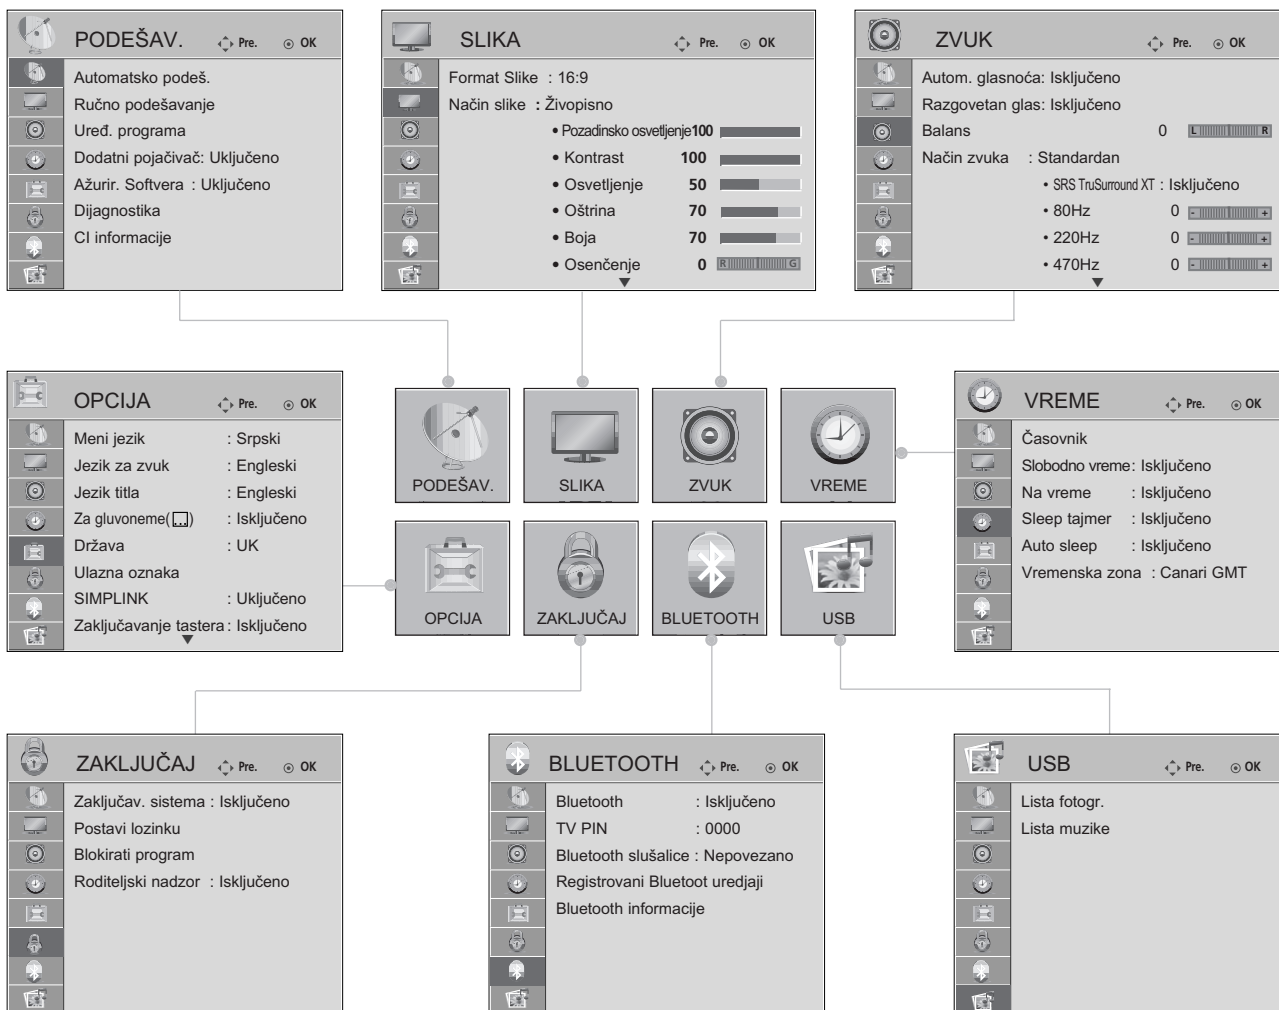 PODEŠAV. Pre. OK
Automatsko podeš.
Ručno podešavanje
Uređ. programa
Dodatni pojačivač: Uključeno
Ažurir. Softvera : Uključeno
Dijagnostika
CI informacije
SLIKA Pre. OK
Format Slike : 16:9
Način slike : Živopisno
• Pozadinsko osvetljenje100
• Kontrast 100
• Osvetljenje 50
• Oštrina 70
• Boja 70
• Osenčenje 0 R G
ZVUK Pre. OK
Autom. glasnoća: Isključeno
Razgovetan glas: Isključeno
Balans 0 L R
Način zvuka : Standardan
• SRS TruSurround XT : Isključeno
• 80Hz 0 - +
• 220Hz 0 - +
• 470Hz 0 - +
OPCIJA Pre. OK
Meni jezik : Srpski
Jezik za zvuk : Engleski
Jezik titla : Engleski
Za gluvoneme( ) : Isključeno
Država : UK
Ulazna oznaka
SIMPLINK : Uključeno
Zaključavanje tastera : Isključeno
PODEŠAV.
SLIKA
ZVUK
VREME
OPCIJA
ZAKLJUČAJ
BLUETOOTH
USB
VREME Pre. OK
Časovnik
Slobodno vreme: Isključeno
Na vreme : Isključeno
Sleep tajmer : Isključeno
Auto sleep : Isključeno
Vremenska zona : Canari GMT
ZAKLJUČAJ Pre. OK
Zaključav. sistema : Isključeno
Postavi lozinku
Blokirati program
Roditeljski nadzor : Isključeno
BLUETOOTH Pre. OK
Bluetooth : Isključeno
TV PIN : 0000
Bluetooth slušalice : Nepovezano
Registrovani Bluetoot uredjaji
Bluetooth informacije
USB Pre. OK
Lista fotogr.
Lista muzike